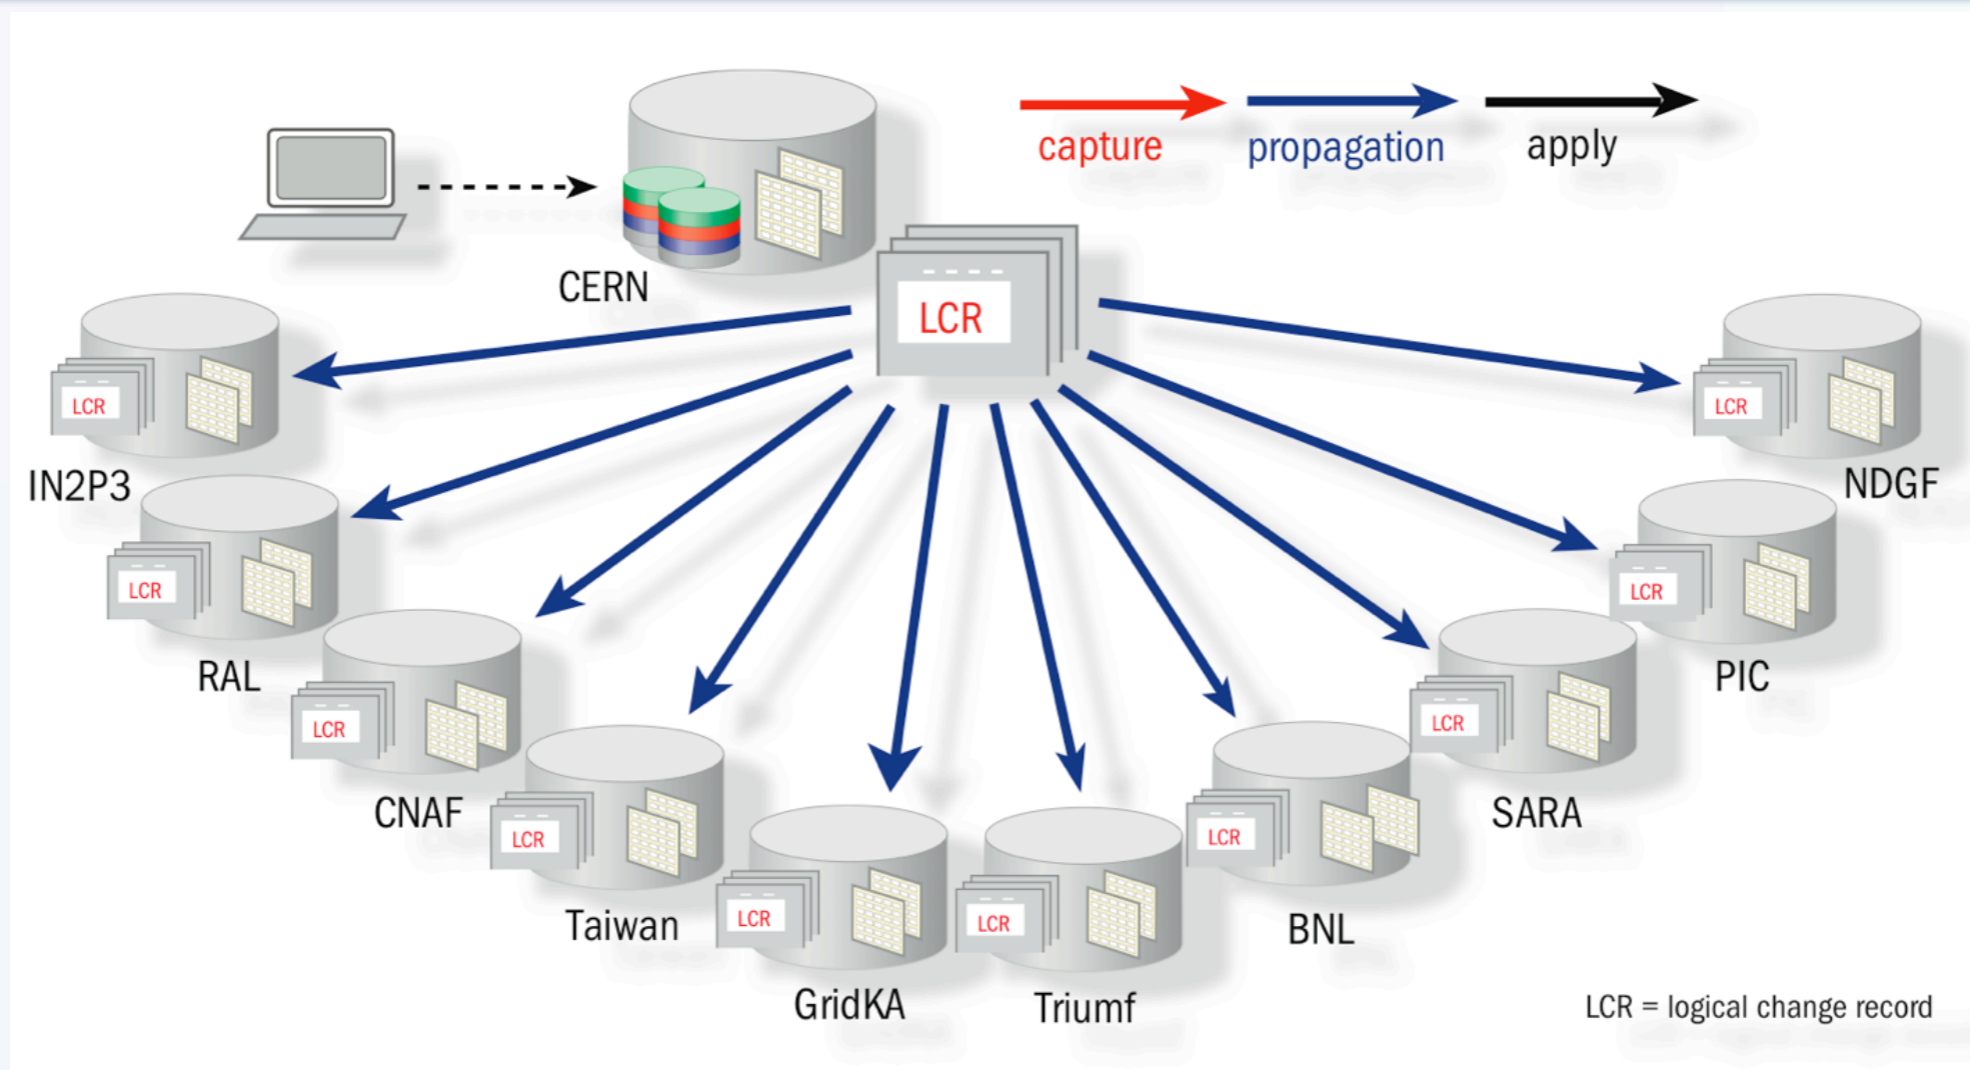 capture
propagation
apply
CERN
LCR
LCR
IN2P3
LCR
RAL
LCR
CNAF
LCR
Taiwan
LCR
GridKA
LCR
Triumf
LCR
BNL
LCR
SARA
LCR
PIC
LCR
NDGF
LCR = logical change record